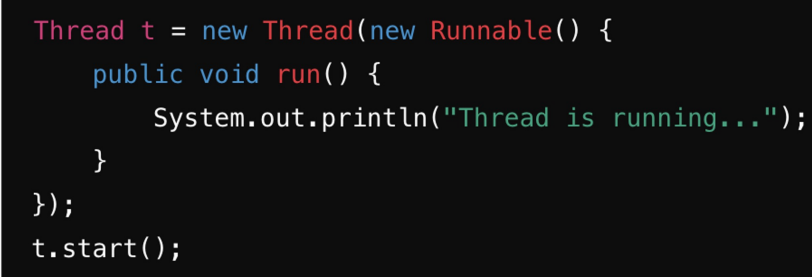 Thread t = new Thread(new Runnable() {
    public void run() {
        System.out.println("Thread is running...");
    }
});
t.start();